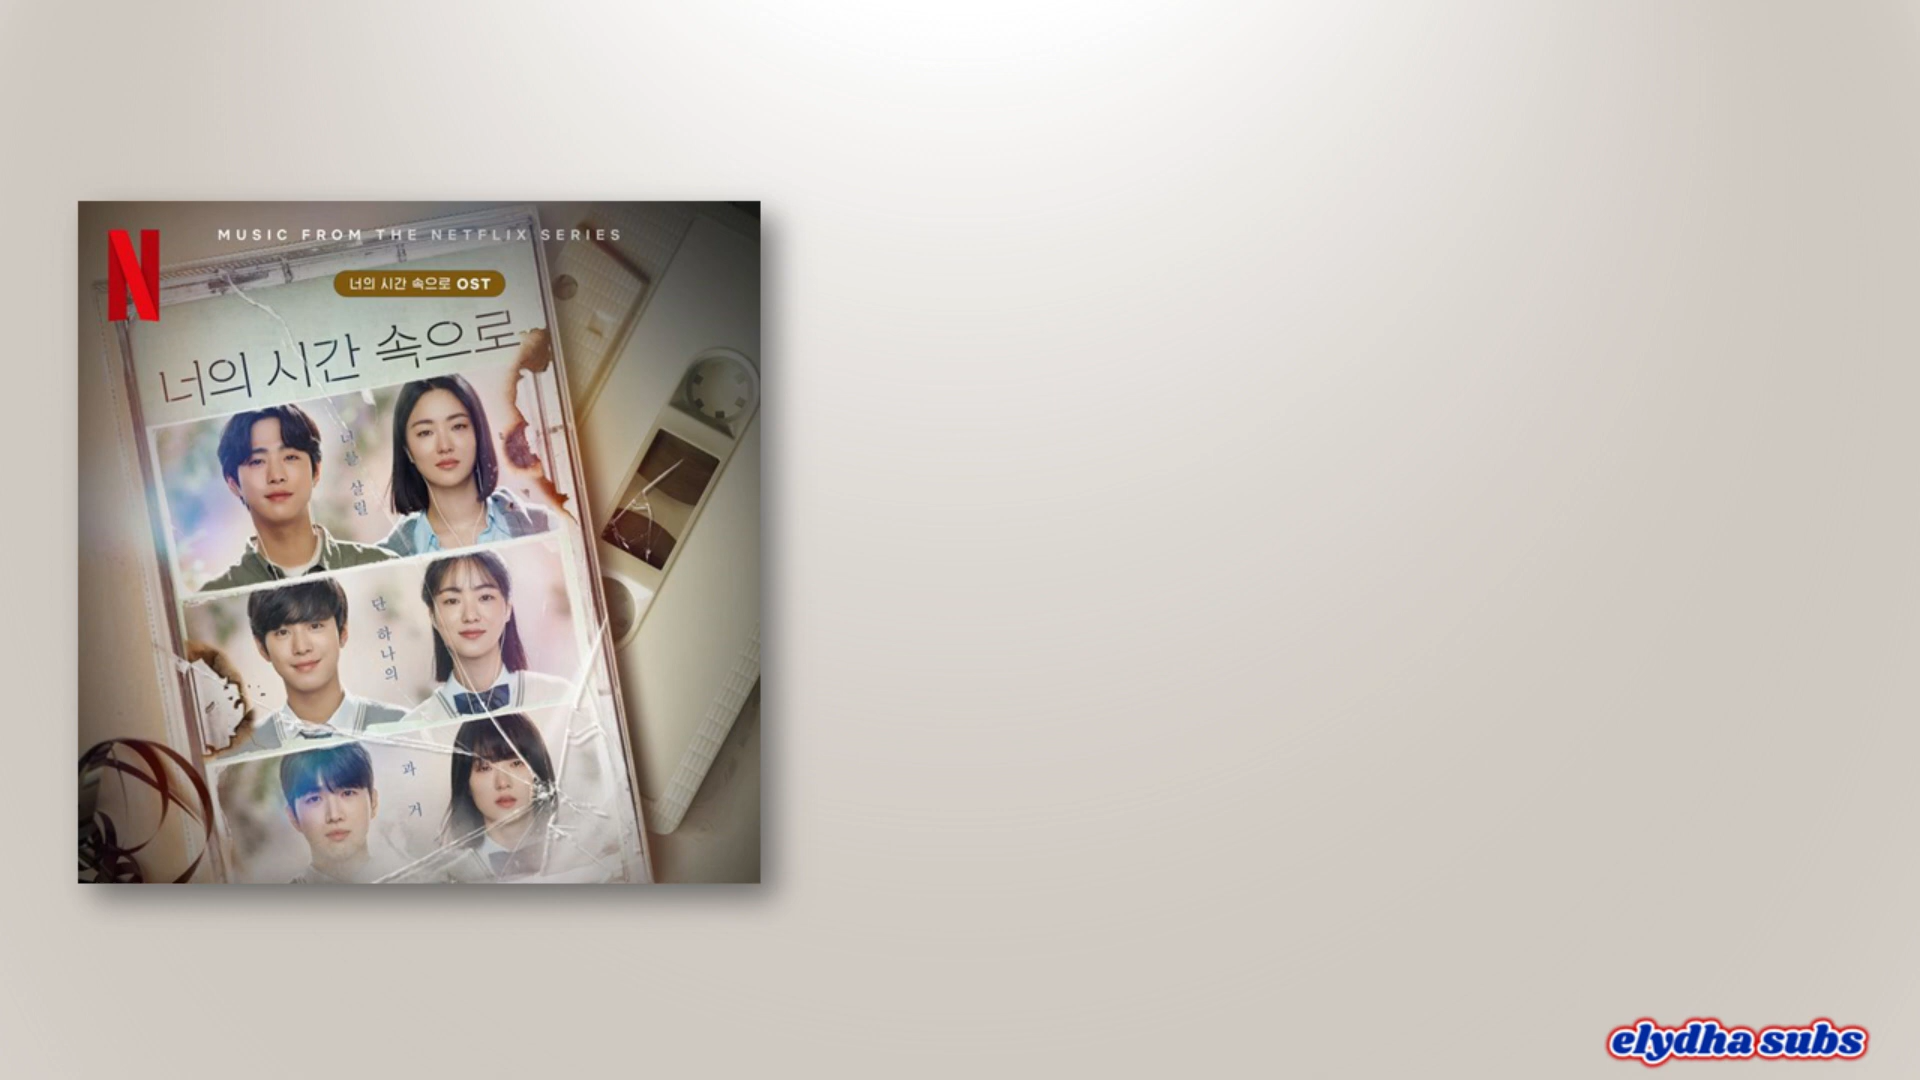 MUSIC FROM THE NETFLIX SERIES
N
너의 시간 속으로 OST
너의 시간 속으로
너를 살릴
단 하나의
과거
elydha subs